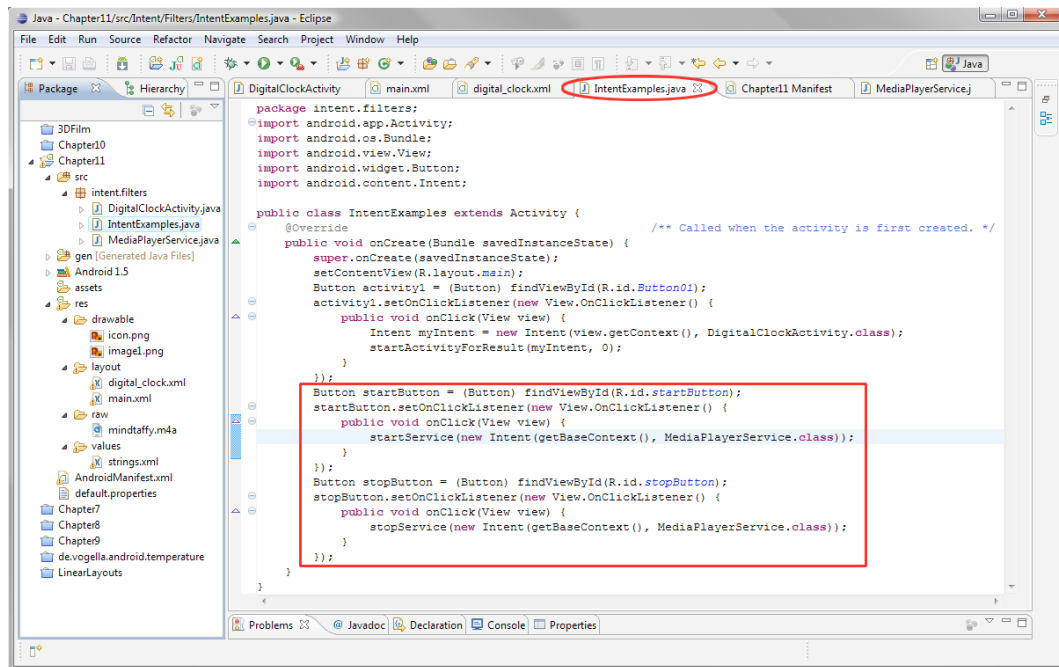 Java - Chapter11/src/Intent/Filters/IntentExamples.java - Eclipse
File Edit Run Source Refactor Navigate Search Project Window Help
Java
Package Hierarchy
DigitalClockActivity main.xml digital_clock.xml IntentExamples.java Chapter11 Manifest MediaPlayerService.j
3DFilm
Chapter10
Chapter11
src
intent.filters
DigitalClockActivity.java
IntentExamples.java
MediaPlayerService.java
gen [Generated Java Files]
Android 1.5
assets
res
drawable
icon.png
image1.png
layout
digital_clock.xml
main.xml
raw
mindtaffy.m4a
values
strings.xml
AndroidManifest.xml
default.properties
Chapter7
Chapter8
Chapter9
de.vogella.android.temperature
LinearLayouts
package intent.filters;
import android.app.Activity;
import android.os.Bundle;
import android.view.View;
import android.widget.Button;
import android.content.Intent;
public class IntentExamples extends Activity {
@Override /** Called when the activity is first created. */
public void onCreate(Bundle savedInstanceState) {
super.onCreate(savedInstanceState);
setContentView(R.layout.main);
Button activity1 = (Button) findViewById(R.id.Button01);
activity1.setOnClickListener(new View.OnClickListener() {
public void onClick(View view) {
Intent myIntent = new Intent(view.getContext(), DigitalClockActivity.class);
startActivityForResult(myIntent, 0);
}
});
Button startButton = (Button) findViewById(R.id.startButton);
startButton.setOnClickListener(new View.OnClickListener() {
public void onClick(View view) {
startService(new Intent(getBaseContext(), MediaPlayerService.class));
}
});
Button stopButton = (Button) findViewById(R.id.stopButton);
stopButton.setOnClickListener(new View.OnClickListener() {
public void onClick(View view) {
stopService(new Intent(getBaseContext(), MediaPlayerService.class));
}
});
}
}
Problems @ Javadoc Declaration Console Properties